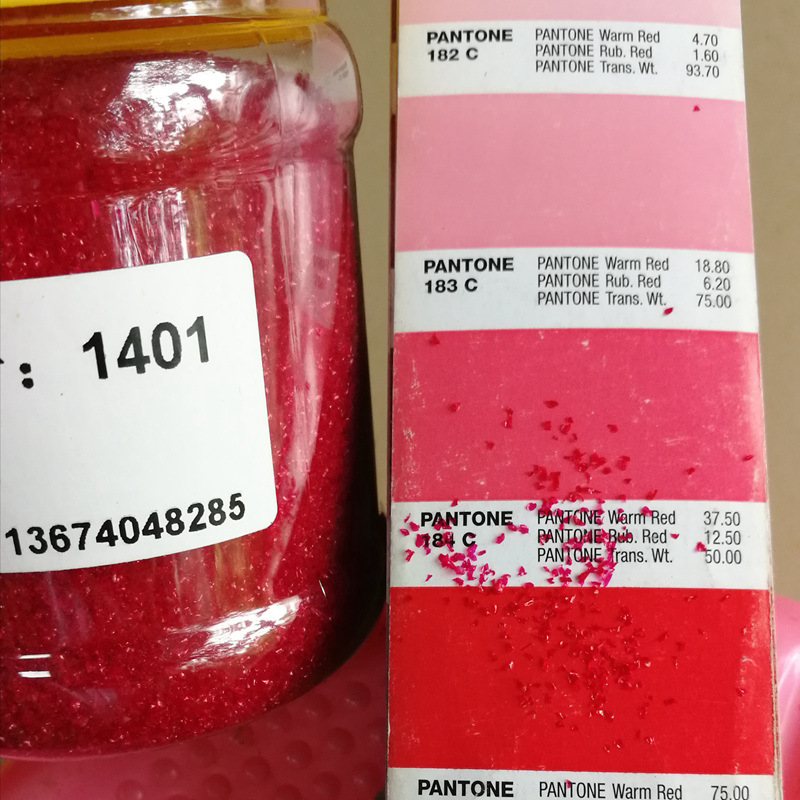 : 1401
13674048285
PANTONE
182 C
PANTONE Warm Red 4.70
PANTONE Rub. Red 1.60
PANTONE Trans. Wt. 93.70
PANTONE
183 C
PANTONE Warm Red 18.80
PANTONE Rub. Red 6.20
PANTONE Trans. Wt. 75.00
PANTONE
184 C
PANTONE Warm Red 37.50
PANTONE Rub. Red 12.50
PANTONE Trans. Wt. 50.00
PANTONE
PANTONE Warm Red 75.00